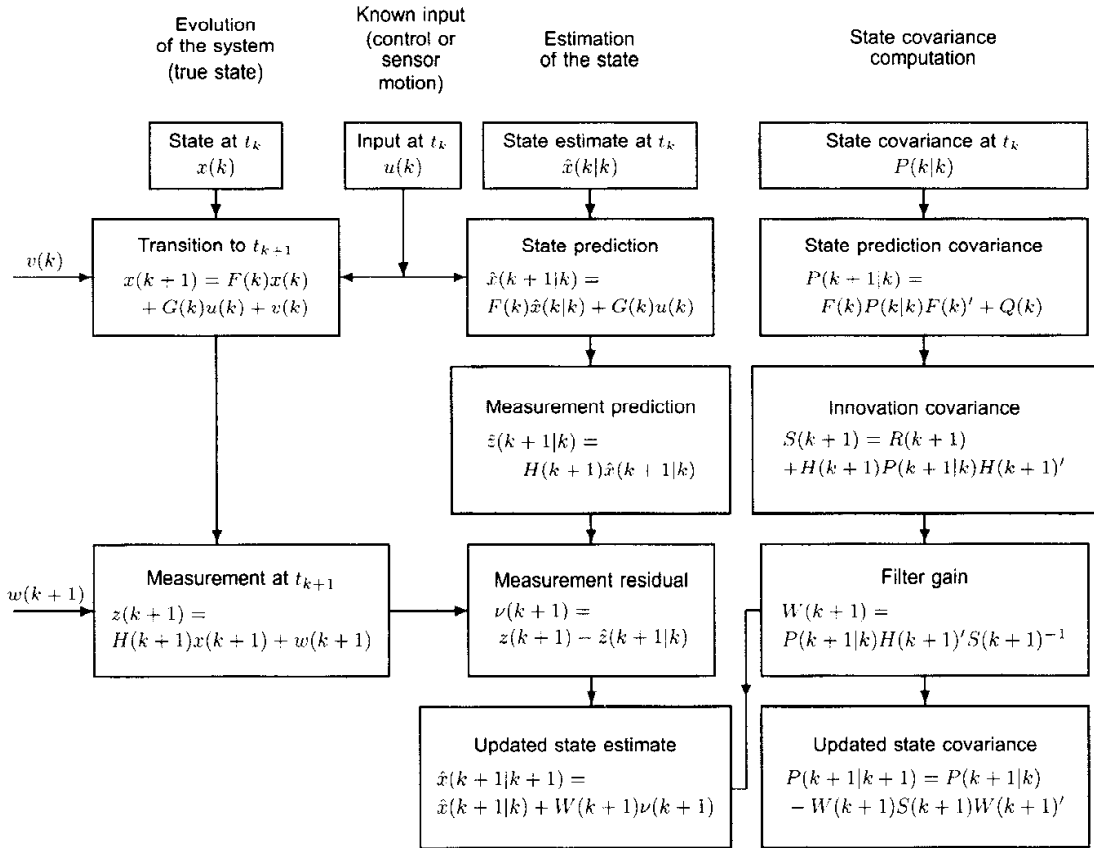 Evolution
of the system
(true state)
Known input
(control or
sensor
motion)
Estimation
of the state
State covariance
computation
State at t_k
x(k)
Input at t_k
u(k)
State estimate at t_k
x̂(k|k)
State covariance at t_k
P(k|k)
v(k)
Transition to t_{k+1}
x(k + 1) = F(k)x(k)
+ G(k)u(k) + v(k)
State prediction
x̂(k + 1|k) =
F(k)x̂(k|k) + G(k)u(k)
State prediction covariance
P(k + 1|k) =
F(k)P(k|k)F(k)′ + Q(k)
Measurement prediction
ẑ(k + 1|k) =
H(k + 1)x̂(k + 1|k)
Innovation covariance
S(k + 1) = R(k + 1)
+H(k + 1)P(k + 1|k)H(k + 1)′
w(k + 1)
Measurement at t_{k+1}
z(k + 1) =
H(k + 1)x(k + 1) + w(k + 1)
Measurement residual
ν(k + 1) =
z(k + 1) − ẑ(k + 1|k)
Filter gain
W(k + 1) =
P(k + 1|k)H(k + 1)′S(k + 1)⁻¹
Updated state estimate
x̂(k + 1|k + 1) =
x̂(k + 1|k) + W(k + 1)ν(k + 1)
Updated state covariance
P(k + 1|k + 1) = P(k + 1|k)
− W(k + 1)S(k + 1)W(k + 1)′